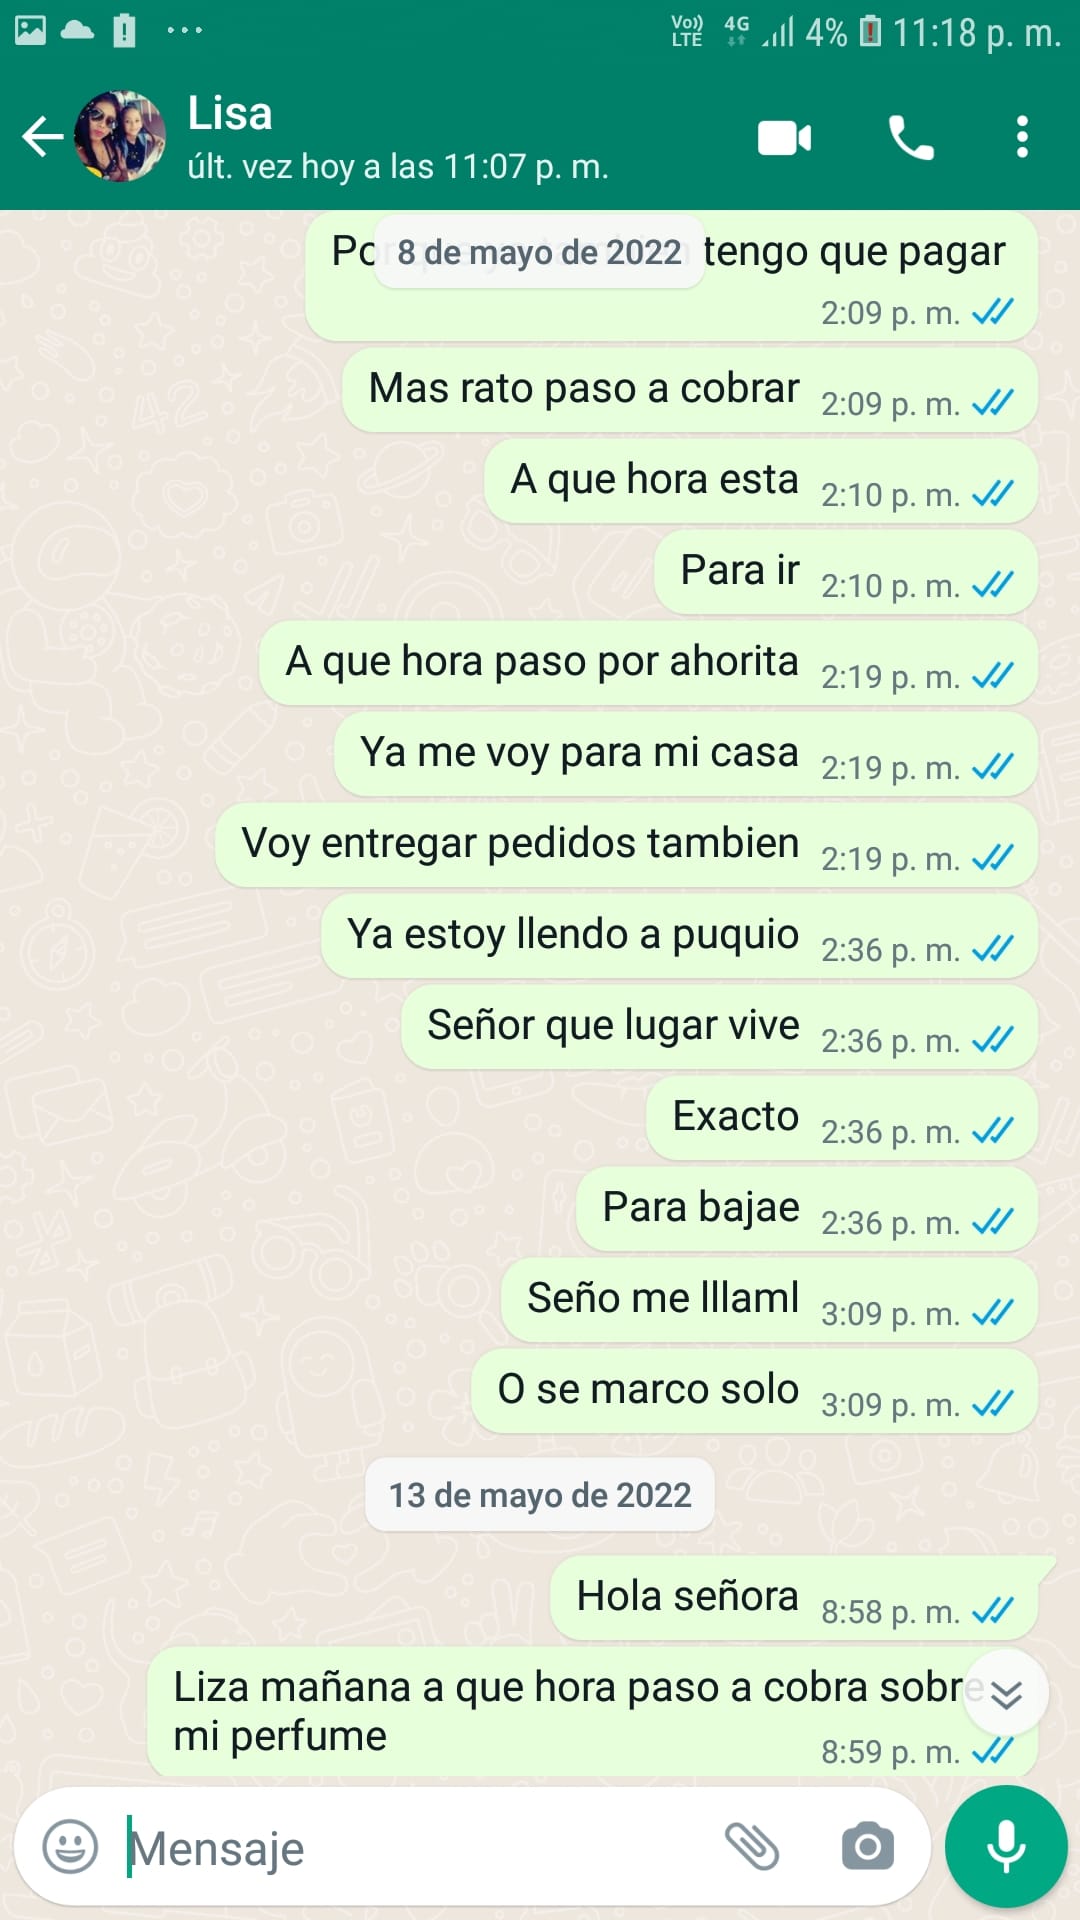 Vo)) LTE 4G 4% 11:18 p. m.
Lisa
últ. vez hoy a las 11:07 p. m.
8 de mayo de 2022
tengo que pagar
2:09 p. m.
Mas rato paso a cobrar 2:09 p. m.
A que hora esta 2:10 p. m.
Para ir 2:10 p. m.
A que hora paso por ahorita 2:19 p. m.
Ya me voy para mi casa 2:19 p. m.
Voy entregar pedidos tambien 2:19 p. m.
Ya estoy llendo a puquio 2:36 p. m.
Señor que lugar vive 2:36 p. m.
Exacto 2:36 p. m.
Para bajae 2:36 p. m.
Seño me lllaml 3:09 p. m.
O se marco solo 3:09 p. m.
13 de mayo de 2022
Hola señora 8:58 p. m.
Liza mañana a que hora paso a cobra sobre
mi perfume
8:59 p. m.
Mensaje